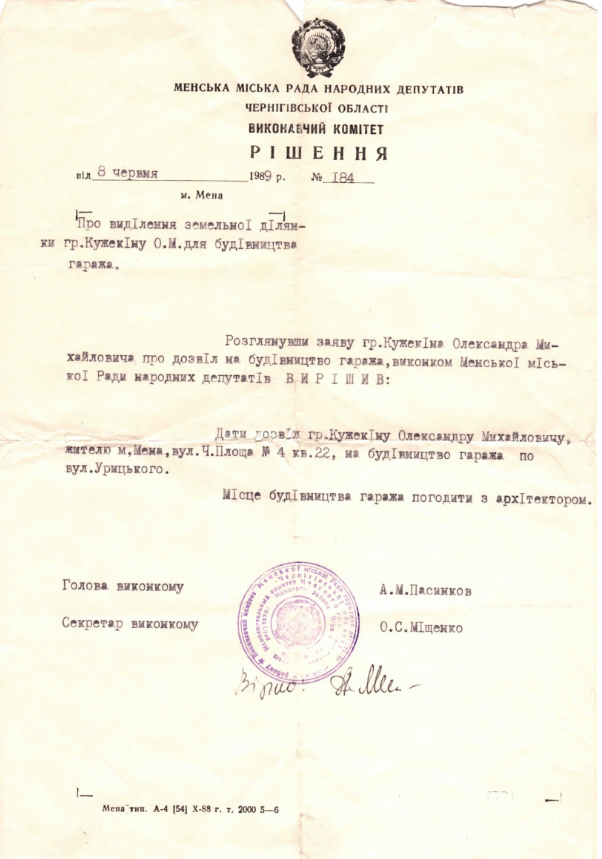 МЕНСЬКА МІСЬКА РАДА НАРОДНИХ ДЕПУТАТІВ
ЧЕРНІГІВСЬКОЇ ОБЛАСТІ
ВИКОНАВЧИЙ КОМІТЕТ
РІШЕННЯ
від 8 червня 1989 р. № I84
м. Мена
Про виділення земельної ділян-
ки гр.Кужекіну О.М.для будівництва
гаража.
Розглянувши заяву гр.Кужекіна Олександра Ми-
хайловича про дозвіл на будівництво гаража,виконком Менської місь-
кої Ради народних депутатів ВИРІШИВ:
Дати дозвіл гр.Кужекіну Олександру Михайловичу,
жителю м,Мена,вул.Ч.Площа № 4 кв.22, на будівництво гаража по
вул.Урицького.
Місце будівництва гаража погодити з архітектором.
Голова виконкому А.М.Пасинков
Секретар виконкому О.С.Міщенко
Вірно:
Мена тип. А-4 [54] Х-88 г. т. 2000 5—6